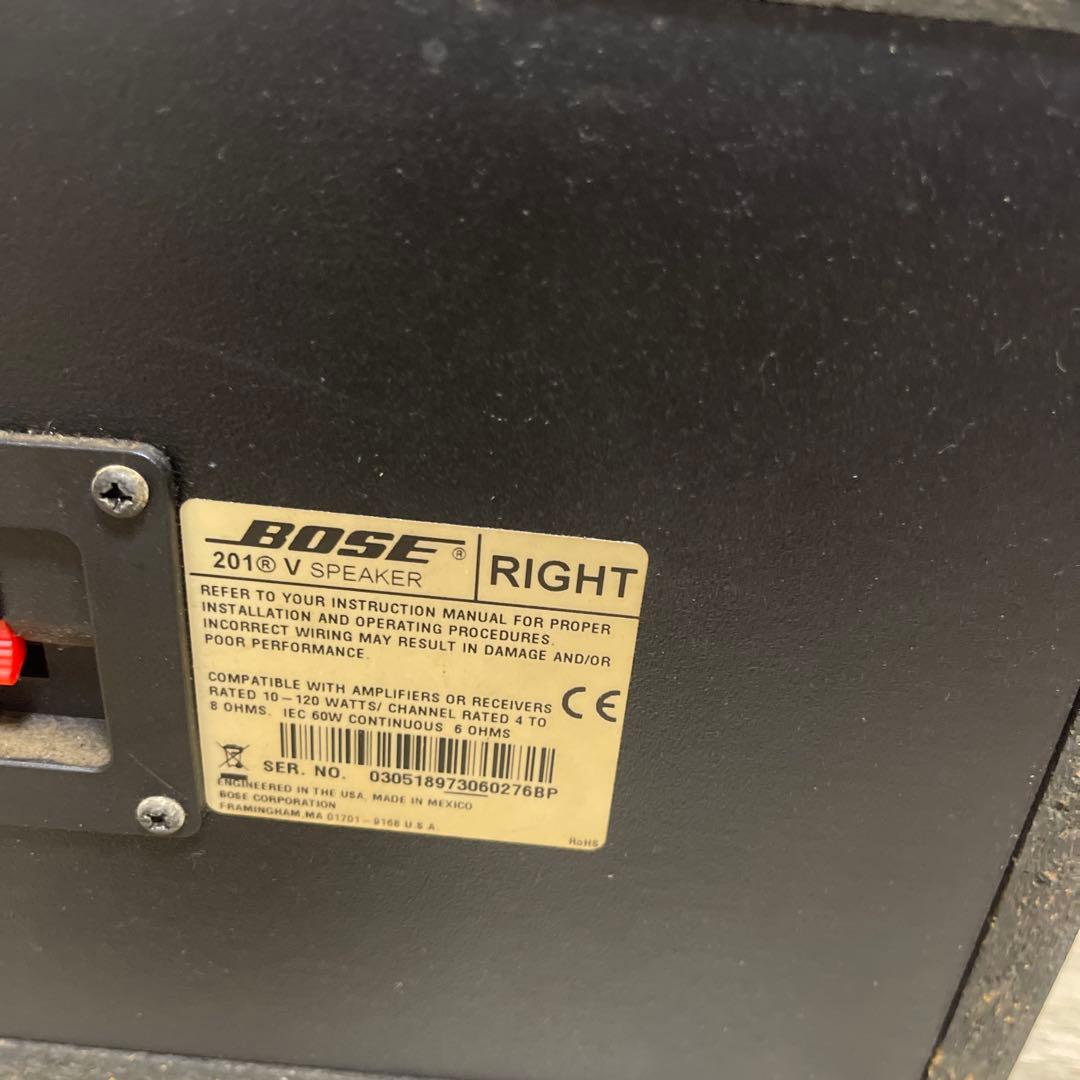 BOSE®
201® V SPEAKER
RIGHT
REFER TO YOUR INSTRUCTION MANUAL FOR PROPER
INSTALLATION AND OPERATING PROCEDURES.
INCORRECT WIRING MAY RESULT IN DAMAGE AND/OR
POOR PERFORMANCE.
COMPATIBLE WITH AMPLIFIERS OR RECEIVERS
RATED 10-120 WATTS/ CHANNEL RATED 4 TO
8 OHMS. IEC 60W CONTINUOUS 6 OHMS
CE
SER. NO. 030518973060276BP
ENGINEERED IN THE USA, MADE IN MEXICO
BOSE CORPORATION
FRAMINGHAM, MA 01701-9168 U.S.A.
RoHS